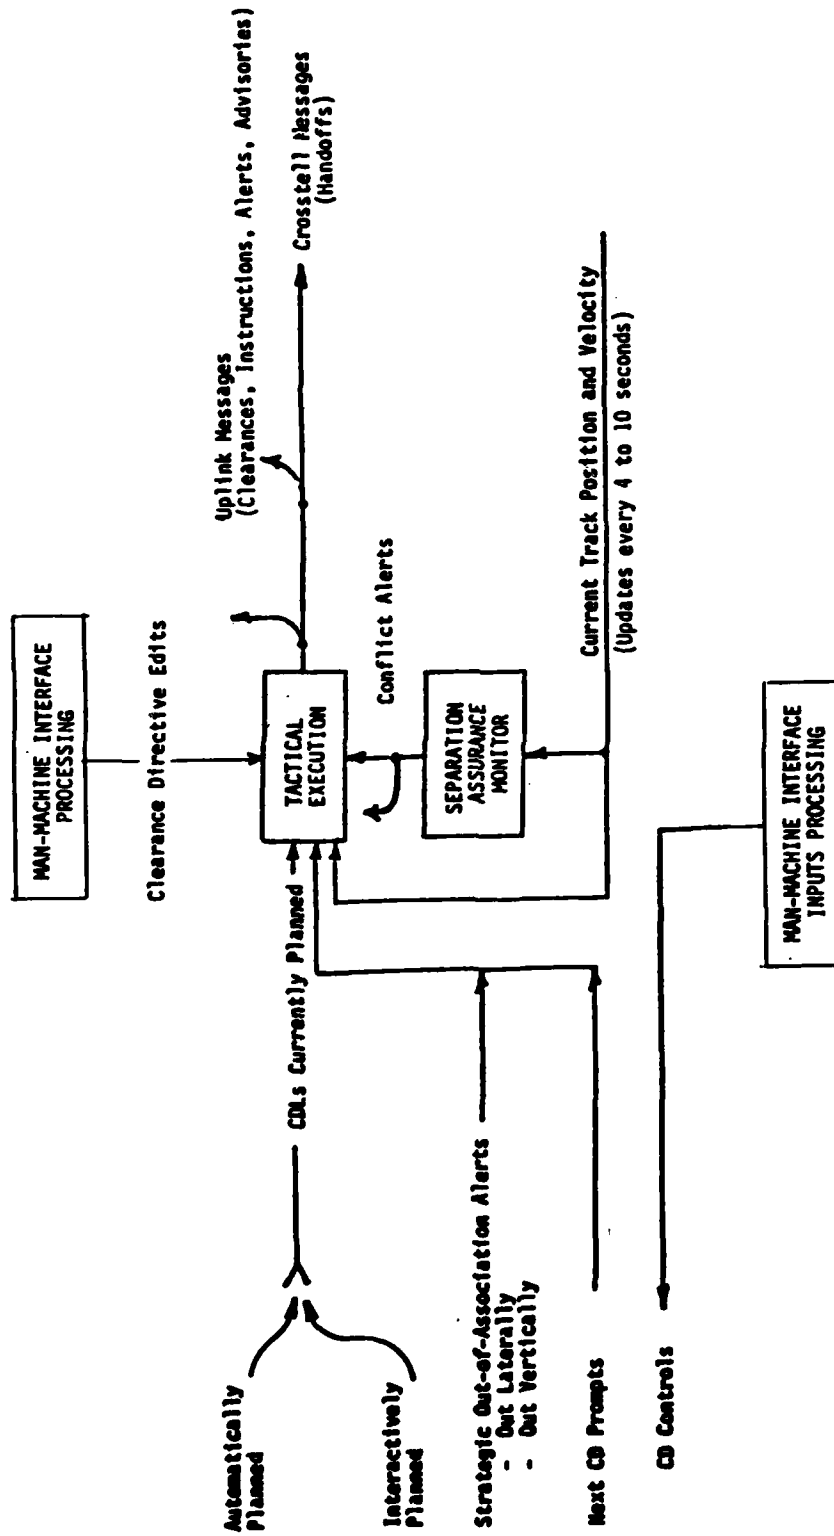 MAN-MACHINE INTERFACE
PROCESSING
Clearance Directive Edits
Uplink Messages
(Clearances, Instructions, Alerts, Advisories)
Automatically
Planned
CDLs Currently Planned
TACTICAL
EXECUTION
Crosstell Messages
(Handoffs)
Interactively
Planned
Conflict Alerts
Strategic Out-of-Association Alerts
- Out Laterally
- Out Vertically
SEPARATION
ASSURANCE
MONITOR
Next CD Prompts
Current Track Position and Velocity
(Updates every 4 to 10 seconds)
CD Controls
MAN-MACHINE INTERFACE
INPUTS PROCESSING